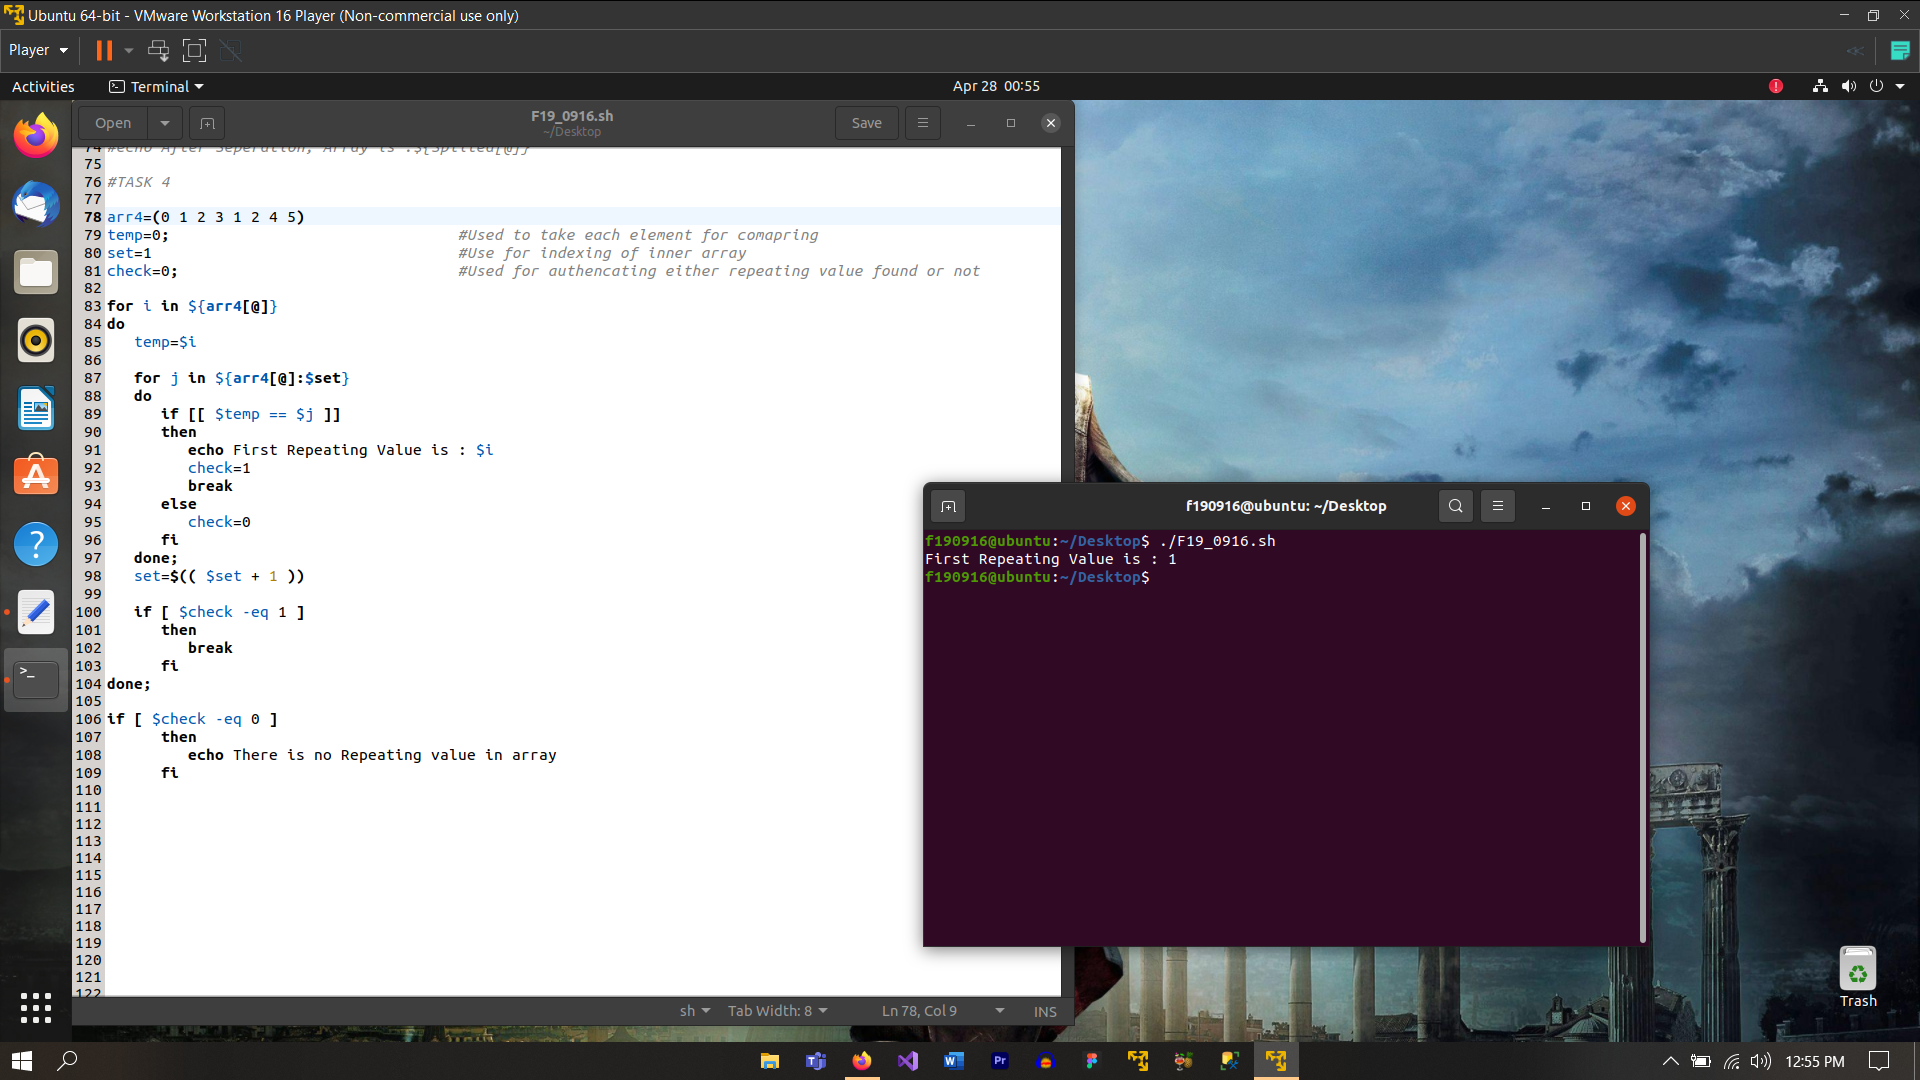 Ubuntu 64-bit - VMware Workstation 16 Player (Non-commercial use only)
Player
Activities
Terminal
Apr 28 00:55
Open
F19_0916.sh
~/Desktop
Save
74 #echo After Seperation, Array is :${Splited[@]}
75
76 #TASK 4
77
78 arr4=(0 1 2 3 1 2 4 5)
79 temp=0; #Used to take each element for comapring
80 set=1 #Use for indexing of inner array
81 check=0; #Used for authencating either repeating value found or not
82
83 for i in ${arr4[@]}
84 do
85 temp=$i
86
87 for j in ${arr4[@]:$set}
88 do
89 if [[ $temp == $j ]]
90 then
91 echo First Repeating Value is : $i
92 check=1
93 break
94 else
95 check=0
96 fi
97 done;
98 set=$(( $set + 1 ))
99
100 if [ $check -eq 1 ]
101 then
102 break
103 fi
104 done;
105
106 if [ $check -eq 0 ]
107 then
108 echo There is no Repeating value in array
109 fi
110
111
112
113
114
115
116
117
118
119
120
121
122
sh
Tab Width: 8
Ln 78, Col 9
INS
f190916@ubuntu: ~/Desktop
f190916@ubuntu:~/Desktop$ ./F19_0916.sh
First Repeating Value is : 1
f190916@ubuntu:~/Desktop$
Trash
12:55 PM